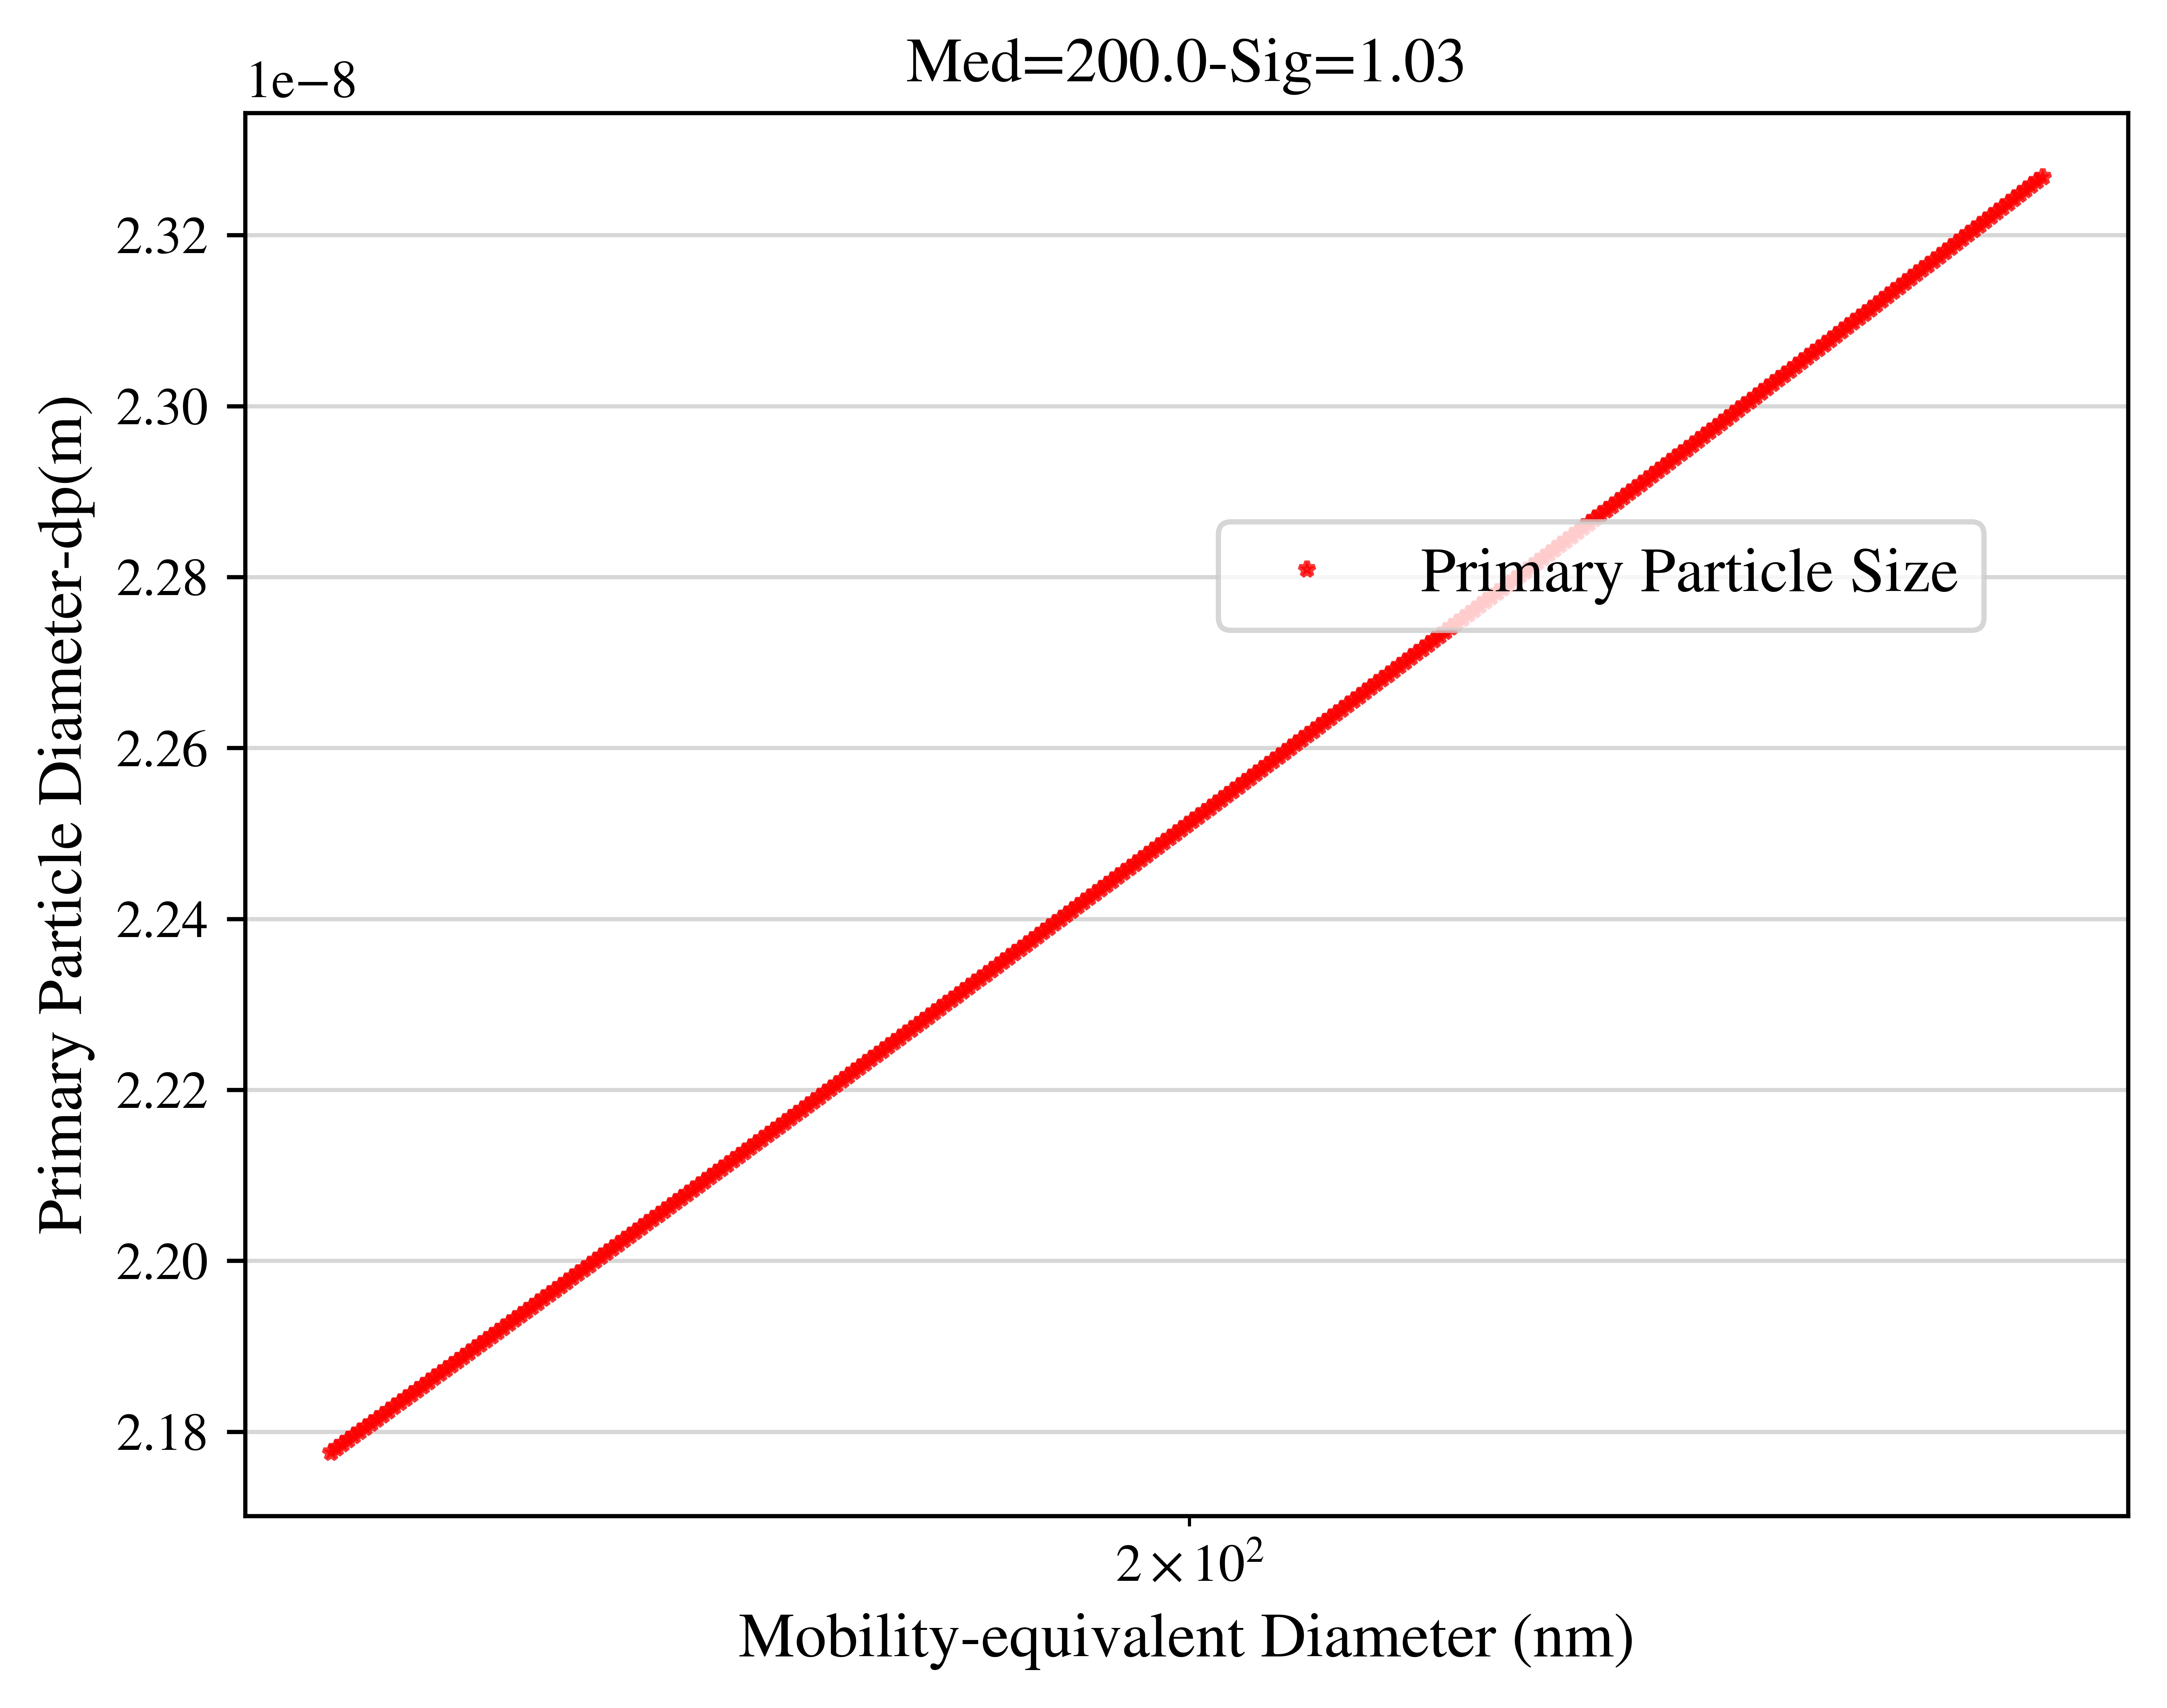 Med=200.0-Sig=1.03
1e−8
2.32
2.30
2.28
2.26
2.24
2.22
2.20
2.18
Primary Particle Diameter-dp(m)
Primary Particle Size
2×10²
Mobility-equivalent Diameter (nm)